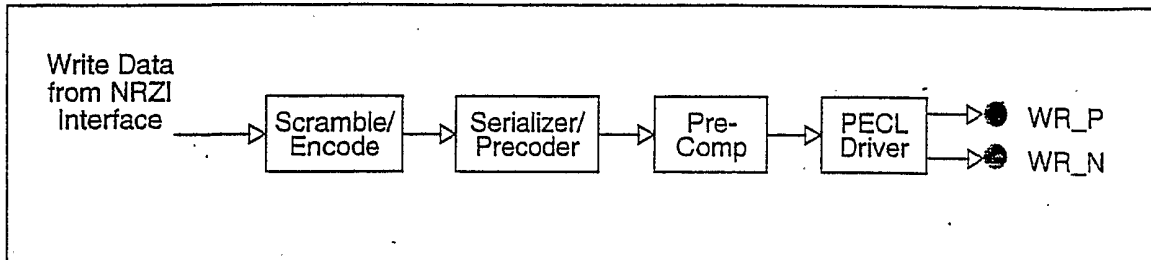 Write Data
from NRZI
Interface
Scramble/
Encode
Serializer/
Precoder
Pre-
Comp
PECL
Driver
WR_P
WR_N